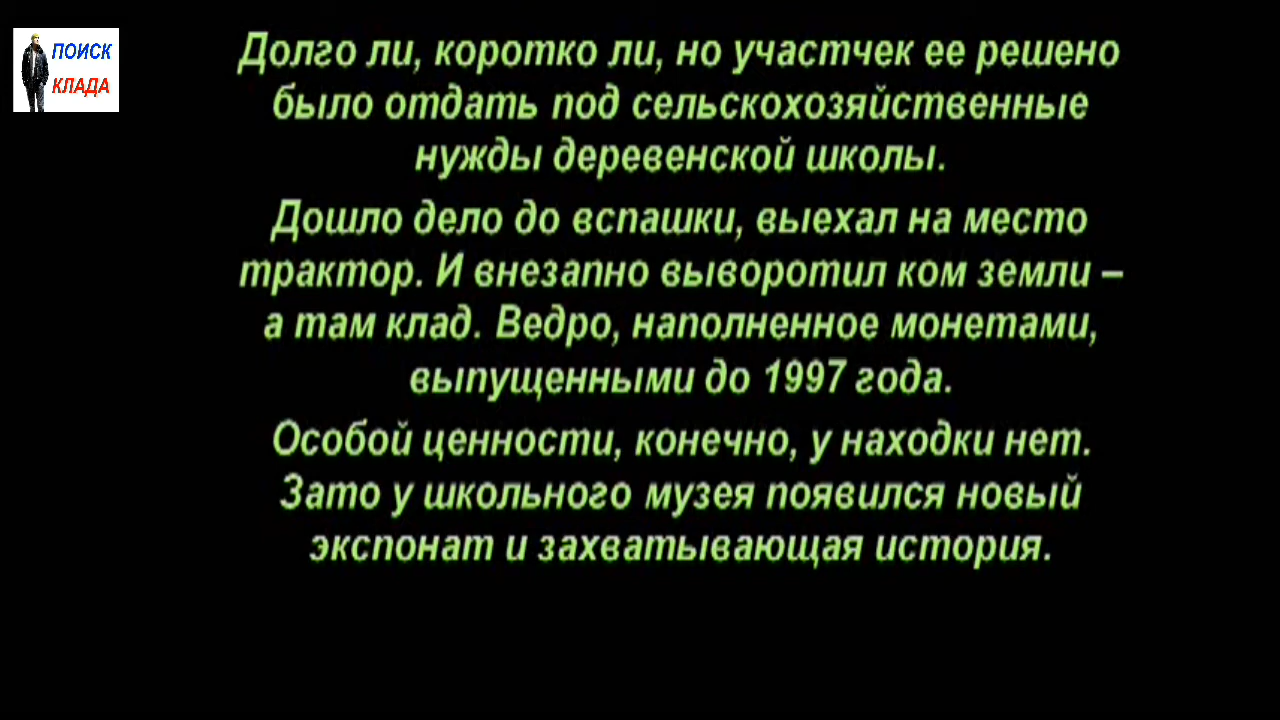 ПОИСК
КЛАДА
Долго ли, коротко ли, но участчек ее решено
было отдать под сельскохозяйственные
нужды деревенской школы.
Дошло дело до вспашки, выехал на место
трактор. И внезапно выворотил ком земли –
а там клад. Ведро, наполненное монетами,
выпущенными до 1997 года.
Особой ценности, конечно, у находки нет.
Зато у школьного музея появился новый
экспонат и захватывающая история.